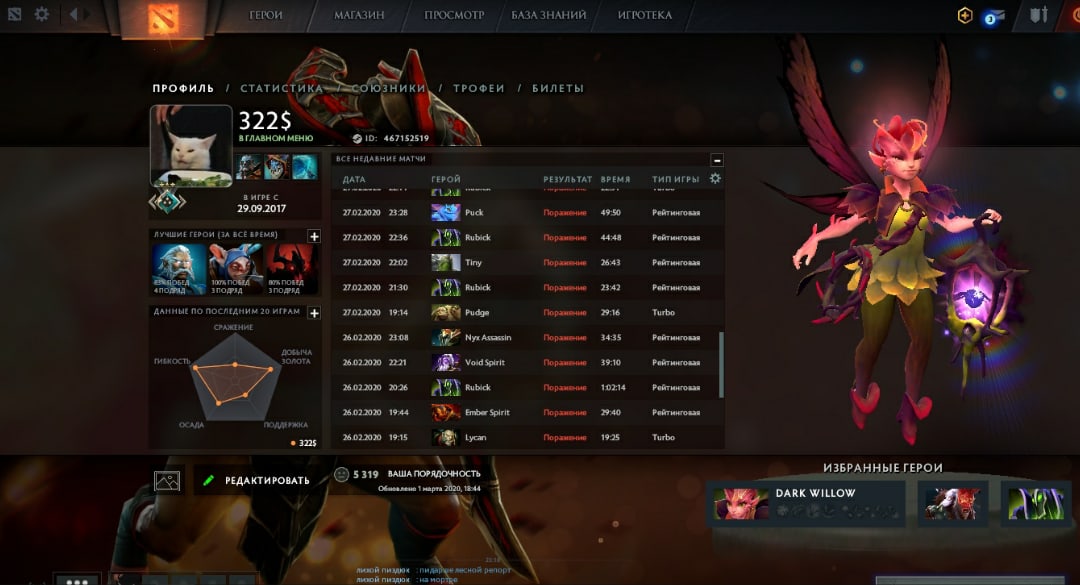 ГЕРОИ МАГАЗИН ПРОСМОТР БАЗА ЗНАНИЙ ИГРОТЕКА
ПРОФИЛЬ / СТАТИСТИКА / СОЮЗНИКИ / ТРОФЕИ / БИЛЕТЫ
322$
В ГЛАВНОМ МЕНЮ
ID: 467152519
В ИГРЕ С
29.09.2017
ЛУЧШИЕ ГЕРОИ (ЗА ВСЁ ВРЕМЯ)
100% ПОБЕД 80% ПОБЕД
4 ПОДРЯД 3 ПОДРЯД 3 ПОДРЯД
ДАННЫЕ ПО ПОСЛЕДНИМ 20 ИГРАМ
СРАЖЕНИЕ
ГИБКОСТЬ
ДОБЫЧА
ЗОЛОТА
ОСАДА
ПОДДЕРЖКА
322$
ВСЕ НЕДАВНИЕ МАТЧИ
ДАТА ГЕРОЙ РЕЗУЛЬТАТ ВРЕМЯ ТИП ИГРЫ
27.02.2020 23:28 Puck Поражение 49:50 Рейтинговая
27.02.2020 22:36 Rubick Поражение 44:48 Рейтинговая
27.02.2020 22:02 Tiny Поражение 26:43 Рейтинговая
27.02.2020 21:30 Rubick Поражение 23:42 Рейтинговая
27.02.2020 19:14 Pudge Поражение 29:16 Turbo
26.02.2020 23:08 Nyx Assassin Поражение 34:35 Рейтинговая
26.02.2020 22:21 Void Spirit Поражение 39:10 Рейтинговая
26.02.2020 20:26 Rubick Поражение 1:02:14 Рейтинговая
26.02.2020 19:44 Ember Spirit Поражение 29:40 Рейтинговая
26.02.2020 19:15 Lycan Поражение 19:25 Turbo
РЕДАКТИРОВАТЬ
5 319 ВАША ПОРЯДОЧНОСТЬ
Обновлено 1 марта 2020, 18:44
ИЗБРАННЫЕ ГЕРОИ
DARK WILLOW
лихой пиздюк : пидарше лесной репорт
лихой пиздюк : на мортре